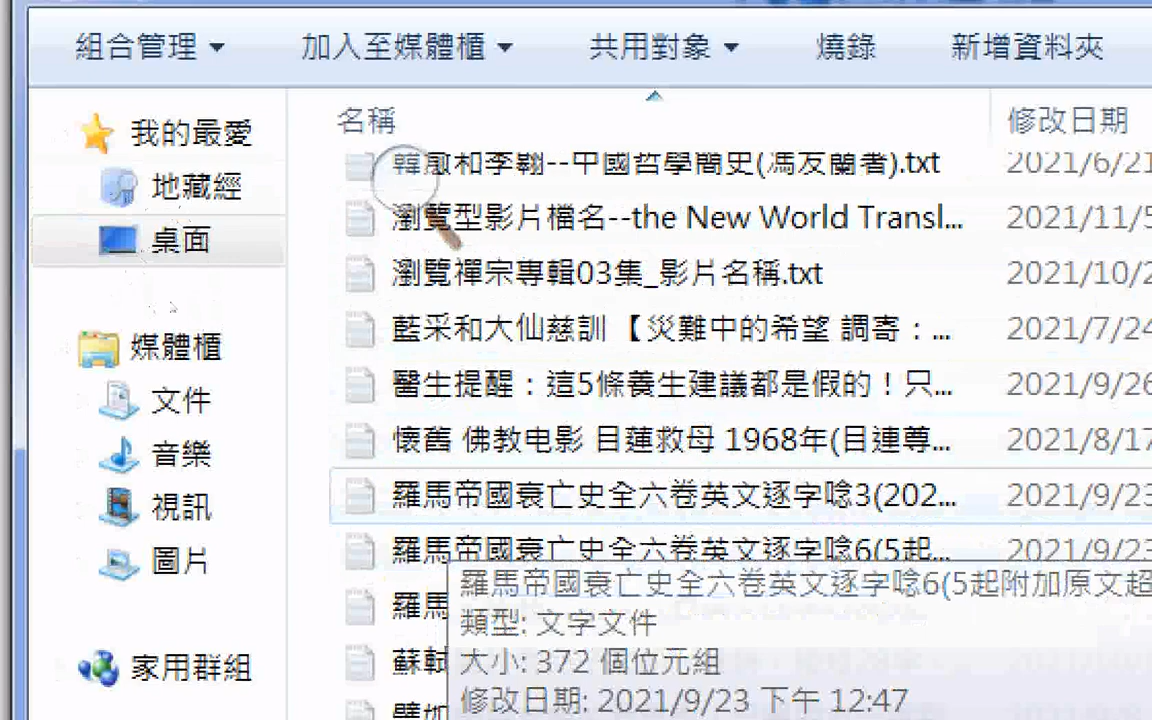 組合管理 加入至媒體櫃 共用對象 燒錄 新增資料夾
名稱 修改日期
我的最愛
地藏經
桌面
媒體櫃
文件
音樂
視訊
圖片
家用群組
韓愈和李翱--中國哲學簡史(馮友蘭著).txt 2021/6/21
瀏覽型影片檔名--the New World Transl... 2021/11/5
瀏覽禪宗專輯03集_影片名稱.txt 2021/10/2
藍采和大仙慈訓 【災難中的希望 調寄：... 2021/7/24
醫生提醒：這5條養生建議都是假的！只... 2021/9/26
懷舊 佛教电影 目蓮救母 1968年(目連尊... 2021/8/17
羅馬帝國衰亡史全六卷英文逐字唸3(202... 2021/9/23
羅馬帝國衰亡史全六卷英文逐字唸6(5起... 2021/9/23
羅馬
蘇軾
譬如
羅馬帝國衰亡史全六卷英文逐字唸6(5起附加原文超
類型: 文字文件
大小: 372 個位元組
修改日期: 2021/9/23 下午 12:47